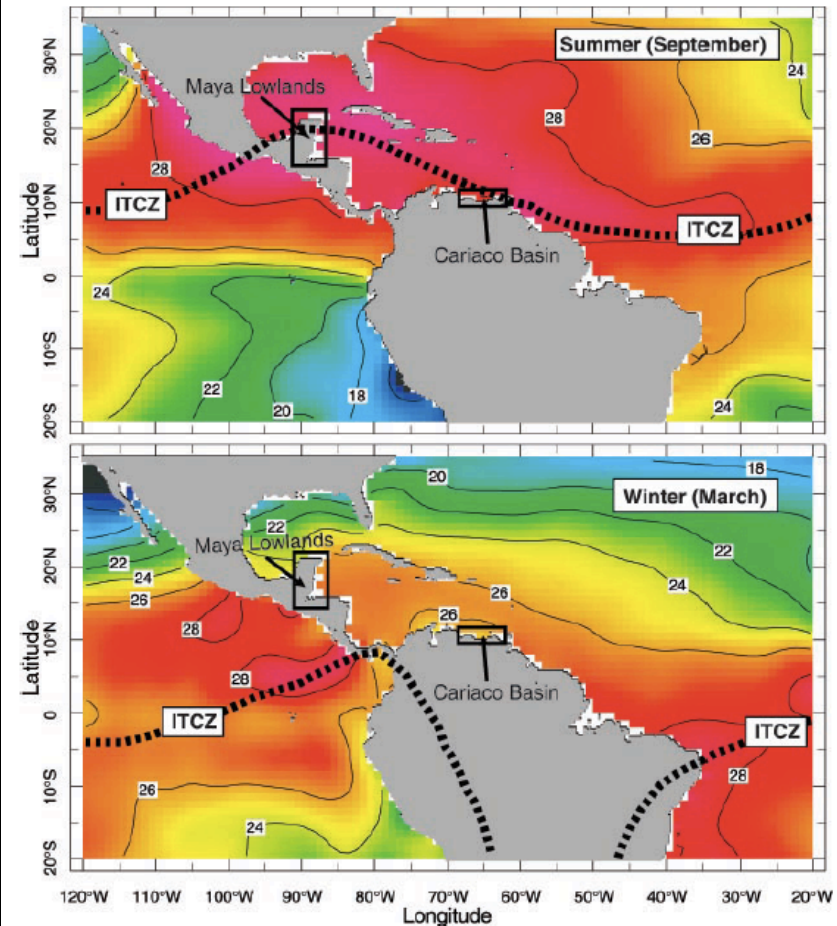 Summer (September)
30°N
24
Maya Lowlands
28
26
20°N
28
ITCZ
10°N
ITCZ
Latitude
Cariaco Basin
0
24
10°S
22
18
20
24
20°S
20
18
30°N
Winter (March)
22
Maya Lowlands
22
20°N
22
24
24
26
26
26
28
10°N
28
Cariaco Basin
Latitude
0
ITCZ
ITCZ
28
26
10°S
24
20°S
120°W 110°W 100°W 90°W 80°W 70°W 60°W 50°W 40°W 30°W 20°W
Longitude